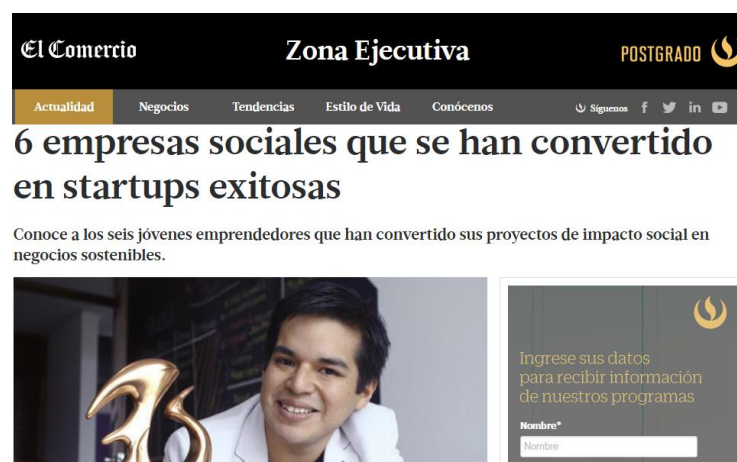 El Comercio
Zona Ejecutiva
POSTGRADO
Actualidad Negocios Tendencias Estilo de Vida Conócenos Síguenos
6 empresas sociales que se han convertido
en startups exitosas
Conoce a los seis jóvenes emprendedores que han convertido sus proyectos de impacto social en
negocios sostenibles.
Ingrese sus datos
para recibir información
de nuestros programas
Nombre*
Nombre